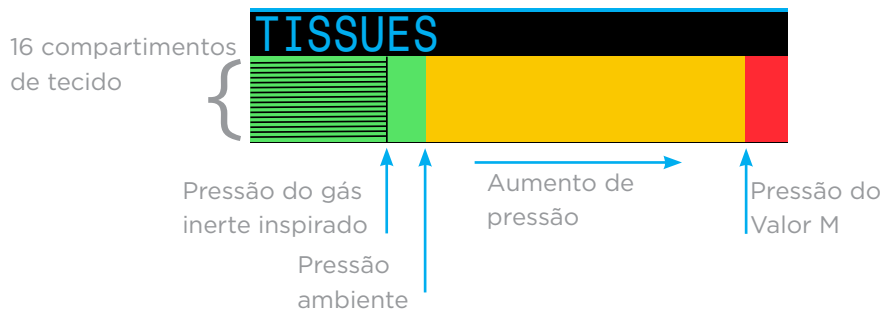 TISSUES
16 compartimentos
de tecido
Pressão do gás
inerte inspirado
Pressão
ambiente
Aumento de
pressão
Pressão do
Valor M